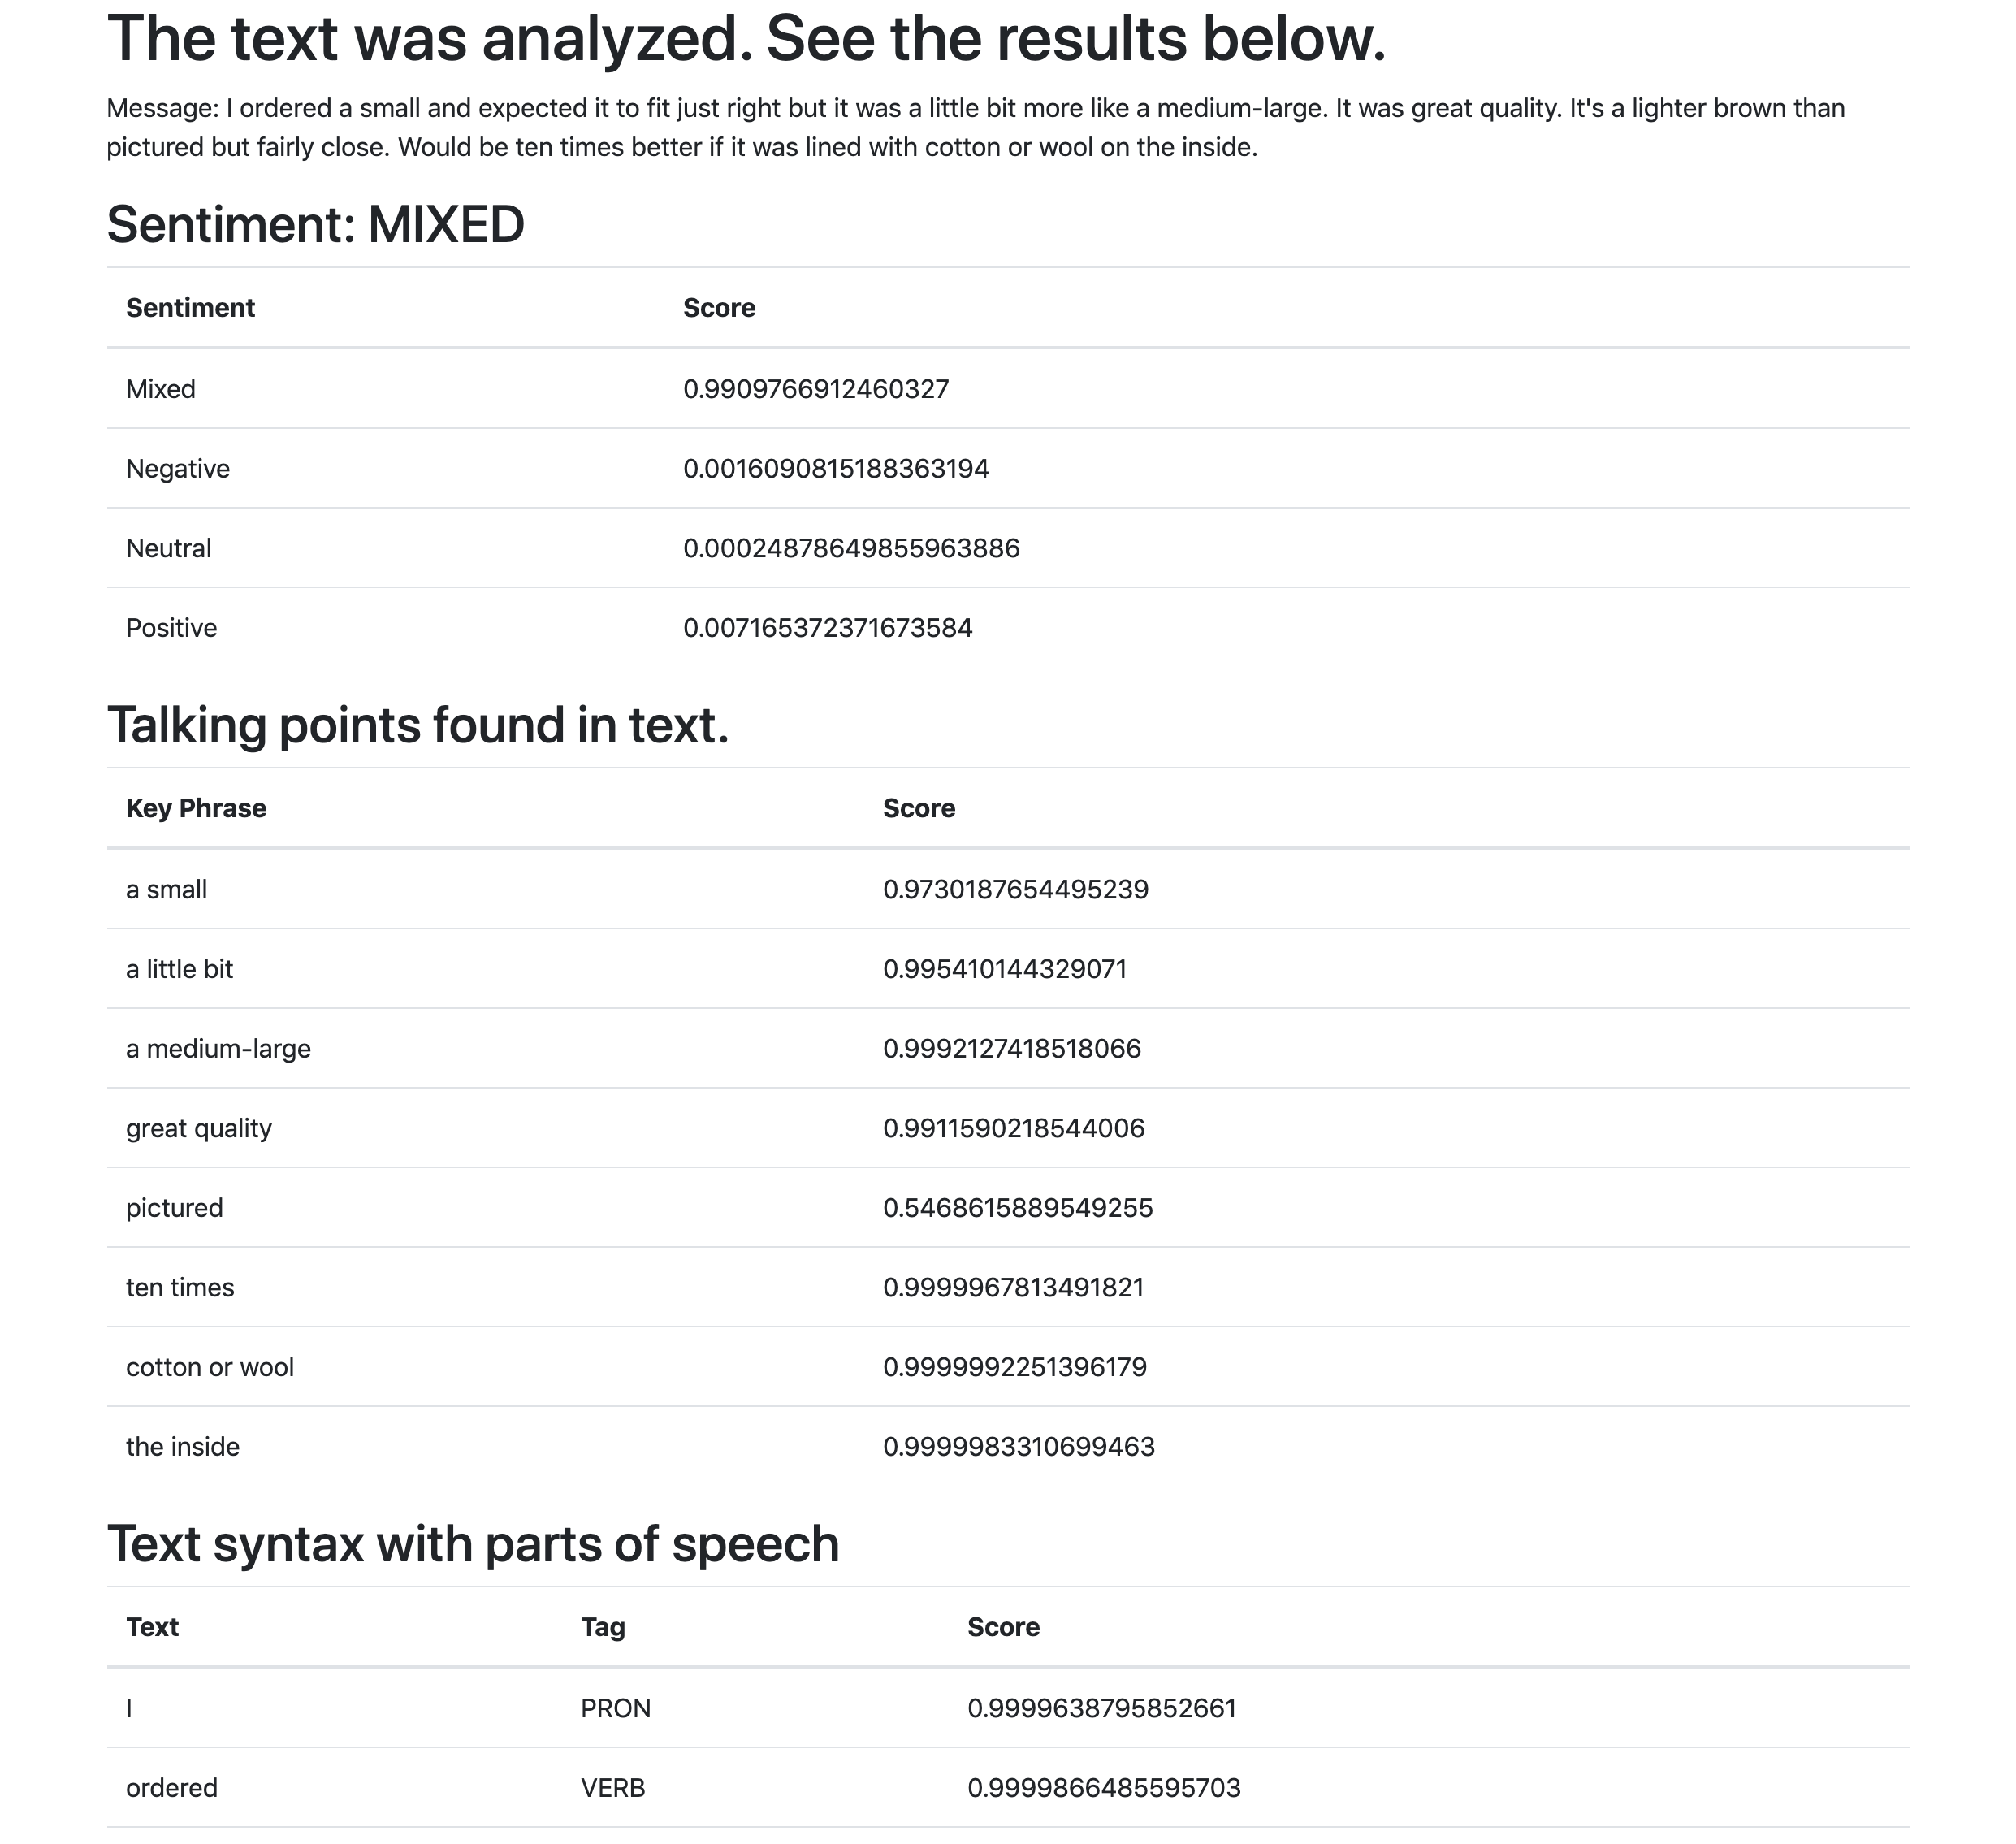 The text was analyzed. See the results below.
Message: I ordered a small and expected it to fit just right but it was a little bit more like a medium-large. It was great quality. It's a lighter brown than
pictured but fairly close. Would be ten times better if it was lined with cotton or wool on the inside.
Sentiment: MIXED
Sentiment Score
Mixed 0.9909766912460327
Negative 0.0016090815188363194
Neutral 0.00024878649855963886
Positive 0.007165372371673584
Talking points found in text.
Key Phrase Score
a small 0.9730187654495239
a little bit 0.995410144329071
a medium-large 0.9992127418518066
great quality 0.9911590218544006
pictured 0.5468615889549255
ten times 0.9999967813491821
cotton or wool 0.9999992251396179
the inside 0.9999983310699463
Text syntax with parts of speech
Text Tag Score
I PRON 0.9999638795852661
ordered VERB 0.9999866485595703